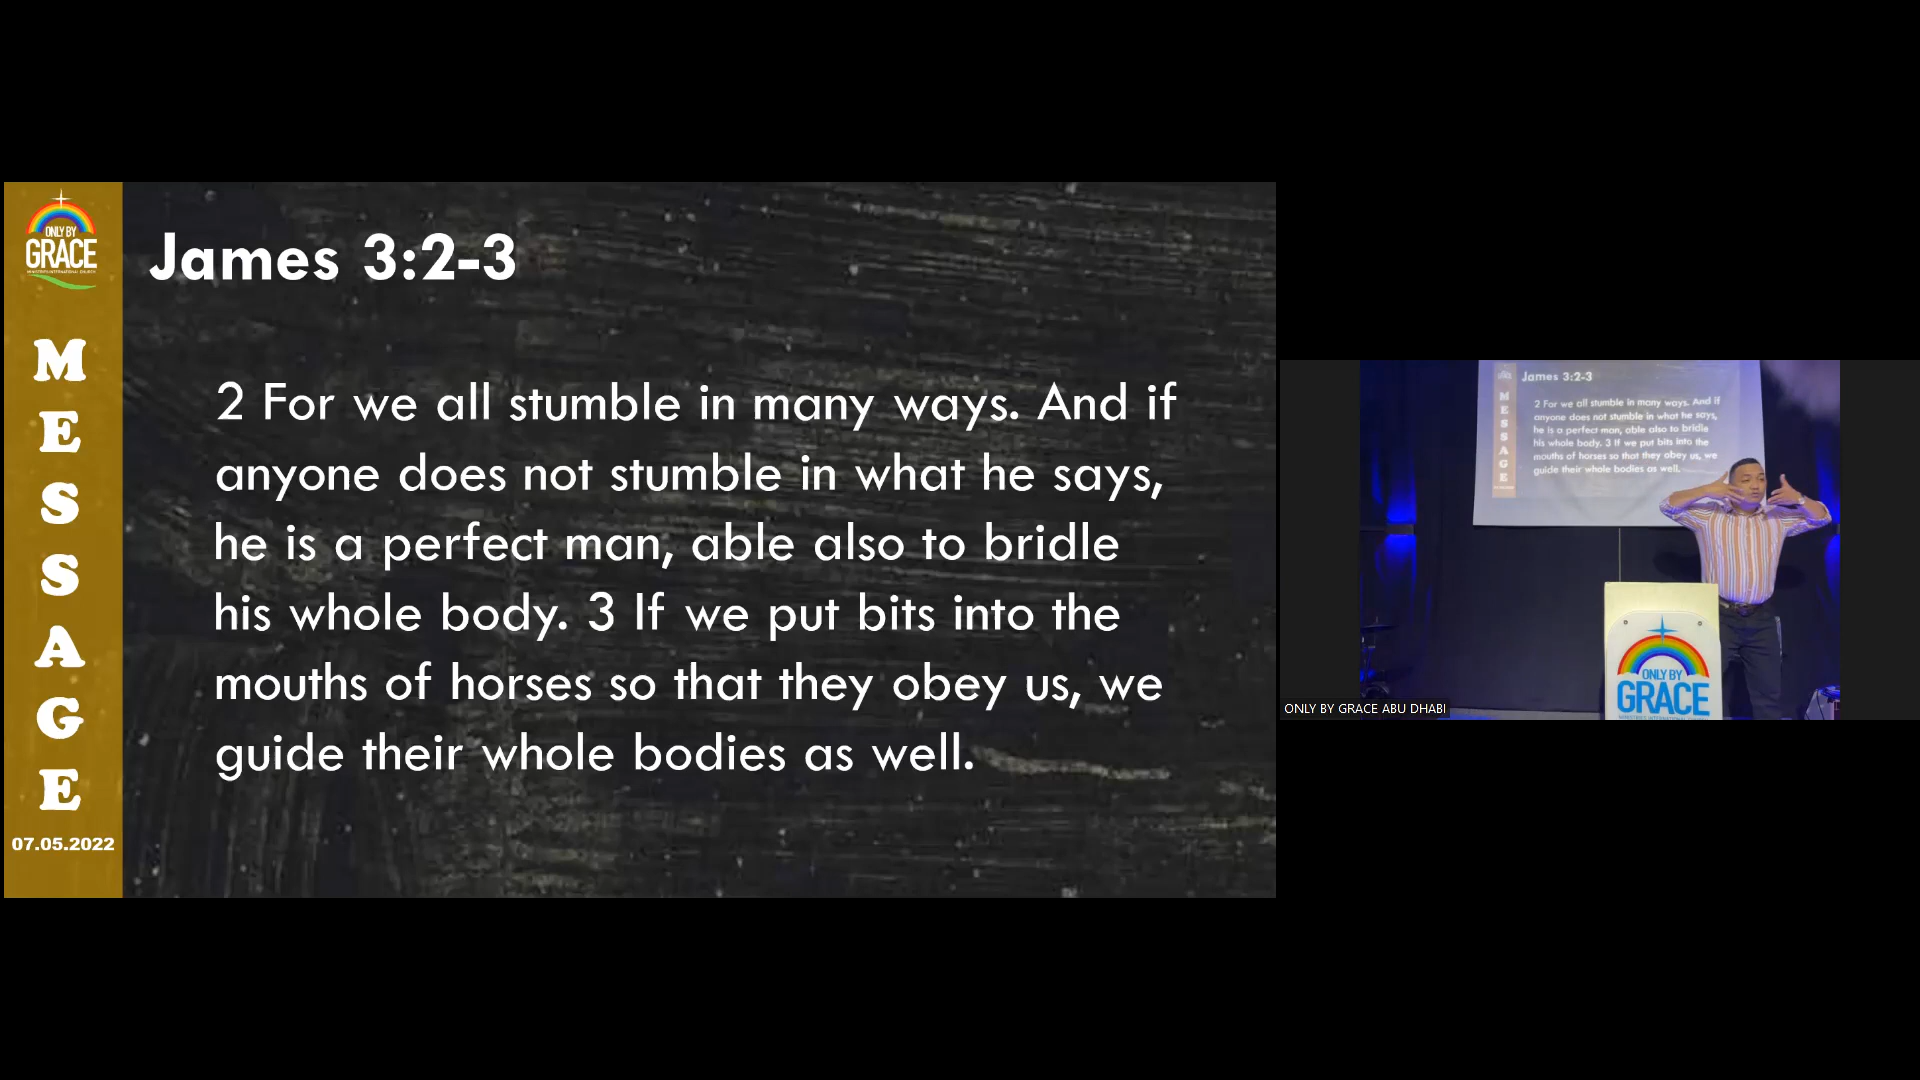 ONLY BY
GRACE
MINISTRIES INTERNATIONAL CHURCH
M
E
S
S
A
G
E
07.05.2022
James 3:2-3
2 For we all stumble in many ways. And if
anyone does not stumble in what he says,
he is a perfect man, able also to bridle
his whole body. 3 If we put bits into the
mouths of horses so that they obey us, we
guide their whole bodies as well.
James 3:2-3
M
E
S
S
A
G
E
2 For we all stumble in many ways. And if
anyone does not stumble in what he says,
he is a perfect man, able also to bridle
his whole body. 3 If we put bits into the
mouths of horses so that they obey us, we
guide their whole bodies as well.
ONLY BY
GRACE
ONLY BY GRACE ABU DHABI